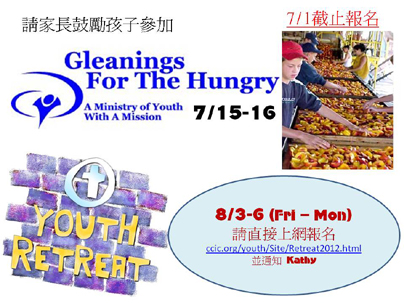 請家長鼓勵孩子參加
7/1截止報名
Gleanings
For The Hungry
A Ministry of Youth
With A Mission
7/15-16
YOUTH
RETREAT
8/3-6 (Fri – Mon)
請直接上網報名
ccic.org/youth/Site/Retreat2012.html
並通知 Kathy